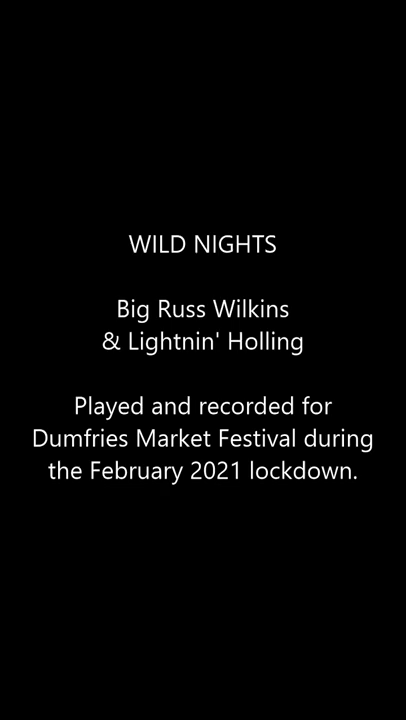 WILD NIGHTS
Big Russ Wilkins
& Lightnin' Holling
Played and recorded for
Dumfries Market Festival during
the February 2021 lockdown.